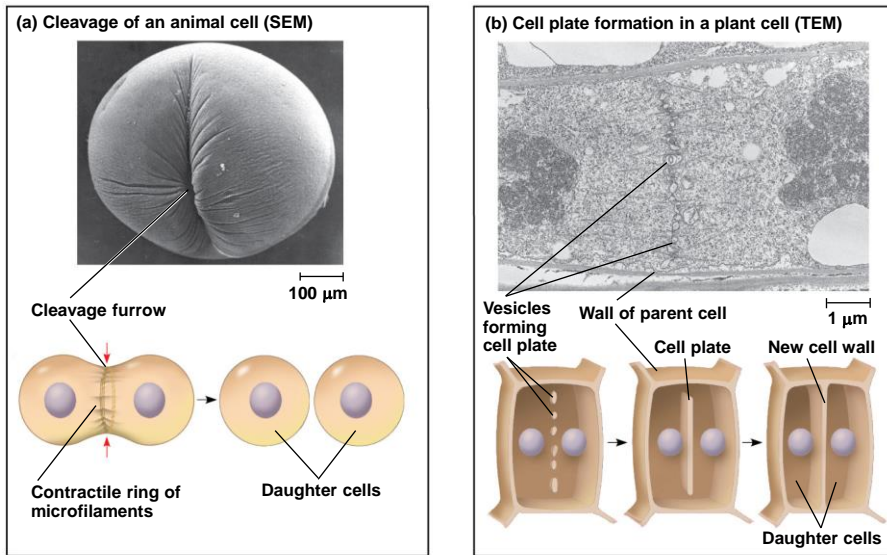 (a) Cleavage of an animal cell (SEM)
100 μm
Cleavage furrow
Contractile ring of
microfilaments
Daughter cells
(b) Cell plate formation in a plant cell (TEM)
Vesicles
forming
cell plate
Wall of parent cell
1 μm
Cell plate
New cell wall
Daughter cells